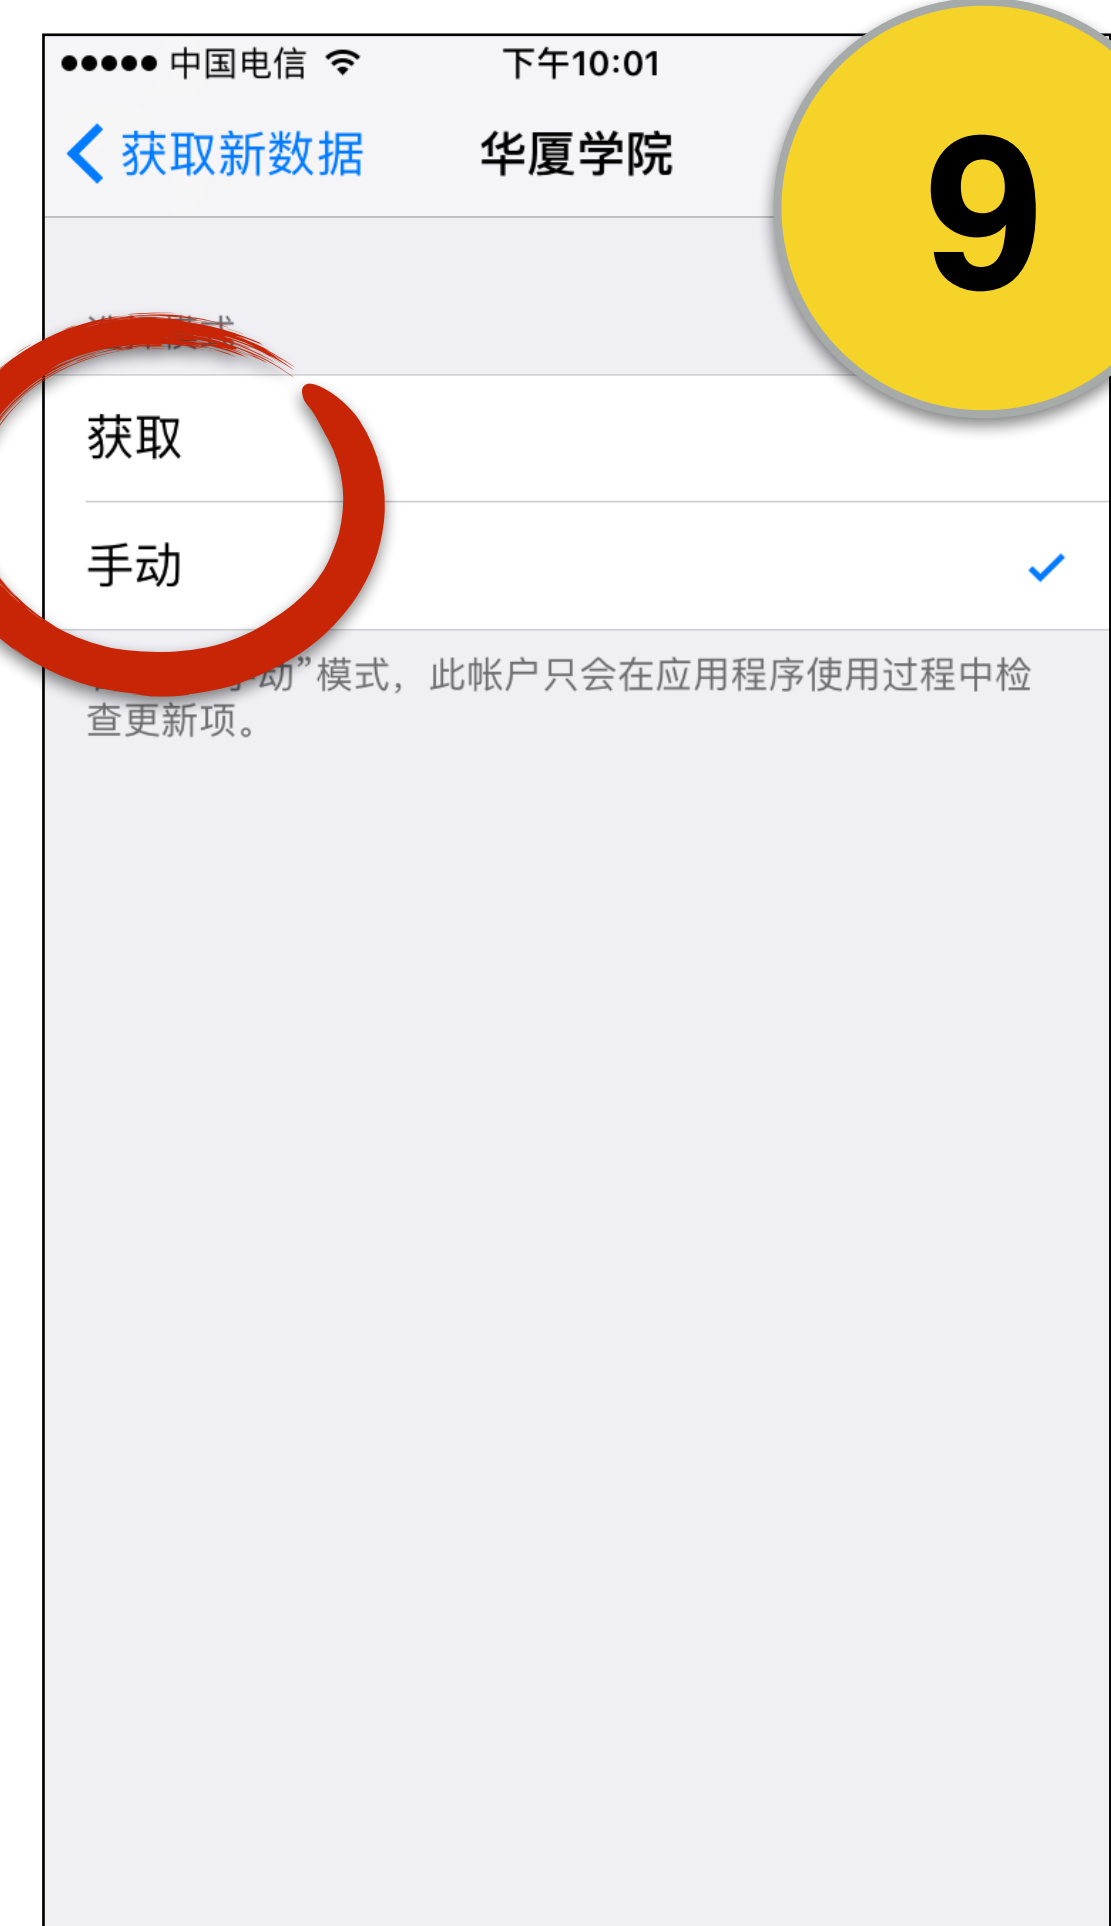 中国电信 下午10:01
获取新数据 华厦学院
9
模式
获取
手动
动”模式，此帐户只会在应用程序使用过程中检
查更新项。